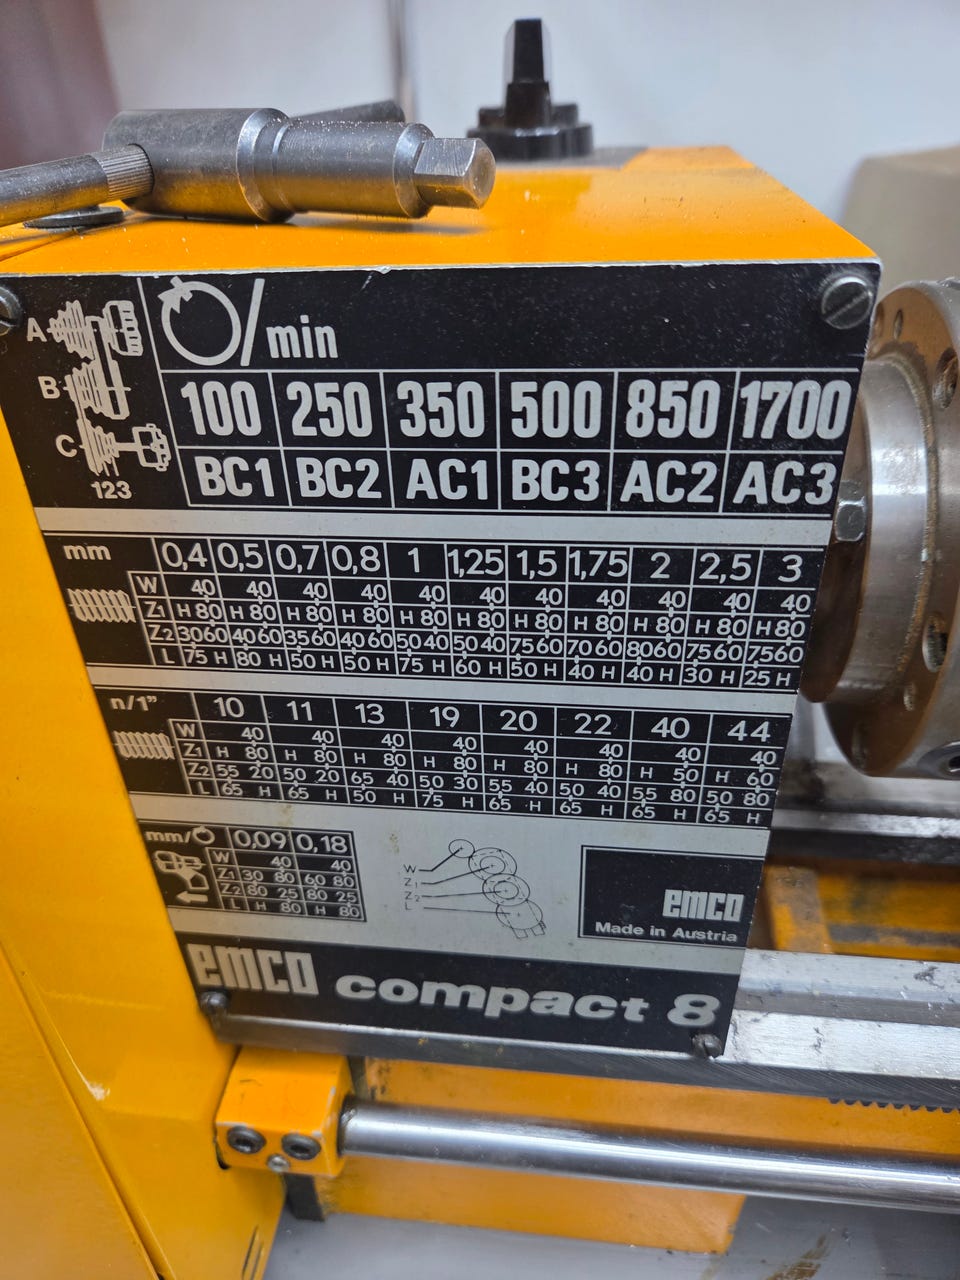 A
B
C
123
/min
100 250 350 500 850 1700
BC1 BC2 AC1 BC3 AC2 AC3
mm 0,4 0,5 0,7 0,8 1 1,25 1,5 1,75 2 2,5 3
W 40 40 40 40 40 40 40 40 40 40 40
Z1 H 80 H 80 H 80 H 80 H 80 H 80 H 80 H 80 H 80 H 80 H 80
Z2 30 60 40 60 35 60 40 60 50 40 50 40 75 60 70 60 80 60 75 60 75 60
L 75 H 80 H 50 H 50 H 75 H 60 H 50 H 40 H 40 H 30 H 25 H
n/1" 10 11 13 19 20 22 40 44
W 40 40 40 40 40 40 40 40
Z1 H 80 H 80 H 80 H 80 H 80 H 80 H 50 H 60
Z2 55 20 50 20 65 40 50 30 55 40 50 40 55 80 50 80
L 65 H 65 H 50 H 75 H 65 H 65 H 65 H 65 H
mm/ 0,09 0,18
W 40 40
Z1 30 80 60 80
Z2 80 25 80 25
L H 80 H 80
W
Z1
Z2
L
emco
Made in Austria
emco compact 8